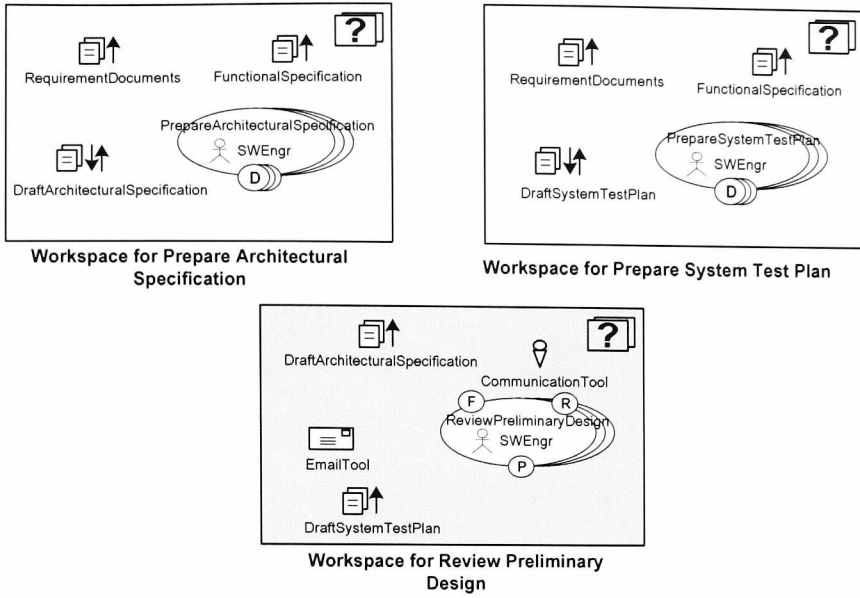 ?
RequirementDocuments
FunctionalSpecification
PrepareArchitecturalSpecification
SWEngr
D
DraftArchitecturalSpecification
Workspace for Prepare Architectural
Specification
?
RequirementDocuments
FunctionalSpecification
PrepareSystemTestPlan
SWEngr
D
DraftSystemTestPlan
Workspace for Prepare System Test Plan
?
DraftArchitecturalSpecification
CommunicationTool
F
R
ReviewPreliminaryDesign
SWEngr
P
EmailTool
DraftSystemTestPlan
Workspace for Review Preliminary
Design